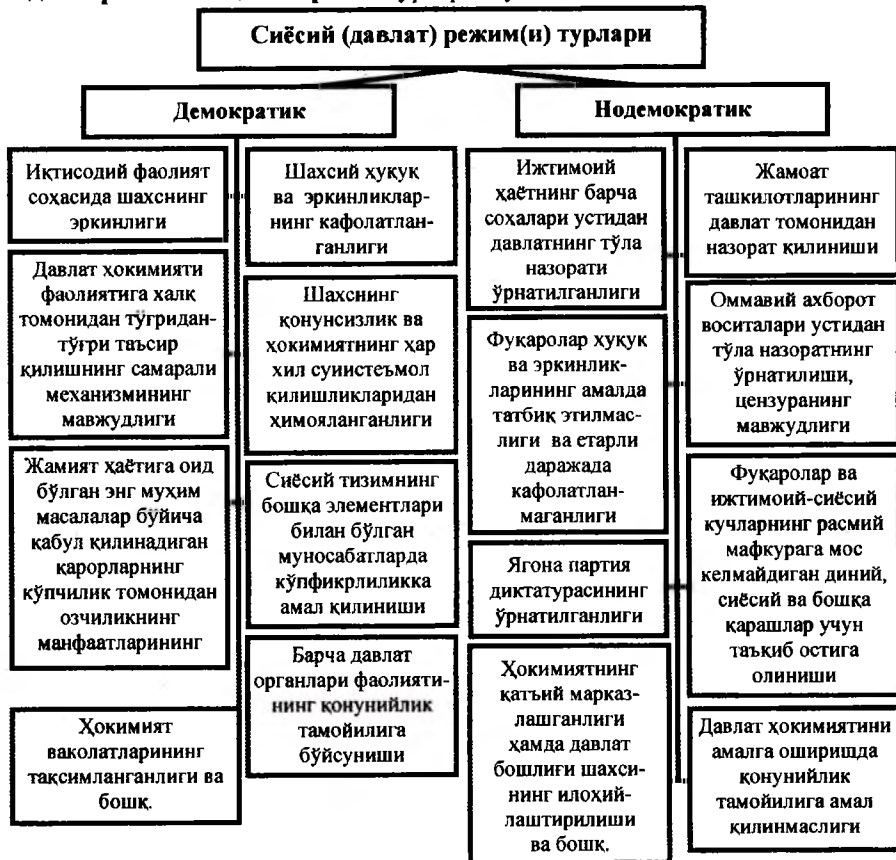 Сиёсий (давлат) режим(и) турлари
Демократик
Нодемократик
Иқтисодий фаолият
соҳасида шахснинг
эркинлиги
Давлат ҳокимияти
фаолиятига халқ
томонидан тўғридан-
тўғри таъсир
қилишнинг самарали
механизмининг
мавжудлиги
Жамият ҳаётига оид
бўлган энг муҳим
масалалар бўйича
қабул қилинадиган
қарорларнинг
кўпчилик томонидан
озчиликнинг
манфаатларининг
Ҳокимият
ваколатларининг
тақсимланганлиги ва
бошқ.
Шахсий ҳуқуқ
ва эркинликлар-
нинг кафолатлан-
ганлиги
Шахснинг
қонунсизлик ва
ҳокимиятнинг ҳар
хил суиистеъмол
қилишликларидан
ҳимояланганлиги
Сиёсий тизимнинг
бошқа элементлари
билан бўлган
муносабатларда
кўпфикрлиликка
амал қилиниши
Барча давлат
органлари фаолияти-
нинг қонунийлик
тамойилига
бўйсуниши
Ижтимоий
ҳаётнинг барча
соҳалари устидан
давлатнинг тўла
назорати
ўрнатилганлиги
Фуқаролар ҳуқуқ
ва эркинлик-
ларининг амалда
татбиқ этилмас-
лиги ва етарли
даражада
кафолатлан-
маганлиги
Ягона партия
диктатурасининг
ўрнатилганлиги
Ҳокимиятнинг
қатъий марказ-
лашганлиги
ҳамда давлат
бошлиғи шахси-
нинг илоҳий-
лаштирилиши
ва бошқ.
Жамоат
ташкилотларининг
давлат томонидан
назорат қилиниши
Оммавий ахборот
воситалари устидан
тўла назоратнинг
ўрнатилиши,
цензуранинг
мавжудлиги
Фуқаролар ва
ижтимоий-сиёсий
кучларнинг расмий
мафкурага мос
келмайдиган диний,
сиёсий ва бошқа
қарашлар учун
таъқиб остига
олиниши
Давлат ҳокимиятини
амалга оширишда
қонунийлик
тамойилига амал
қилинмаслиги